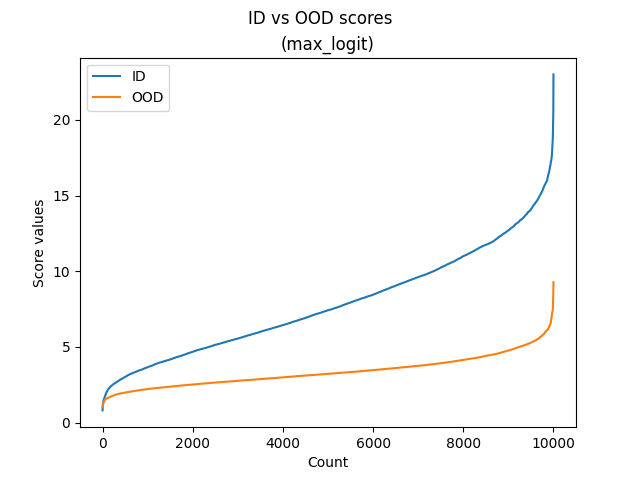 ID vs OOD scores
(max_logit)
ID
OOD
20
15
10
5
0
Score values
0
2000
4000
6000
8000
10000
Count